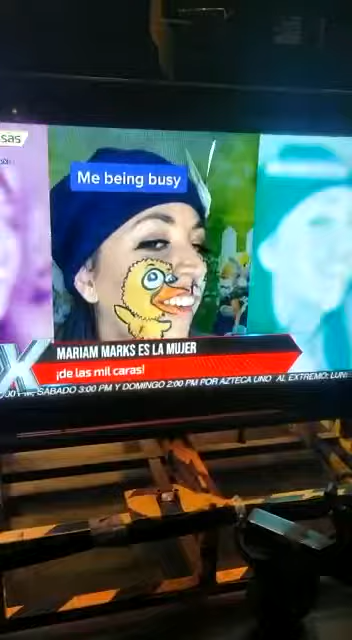 sas
Me being busy
MARIAM MARKS ES LA MUJER
¡de las mil caras!
SÁBADO 3:00 PM Y DOMINGO 2:00 PM POR AZTECA UNO AL EXTREMO: LUN